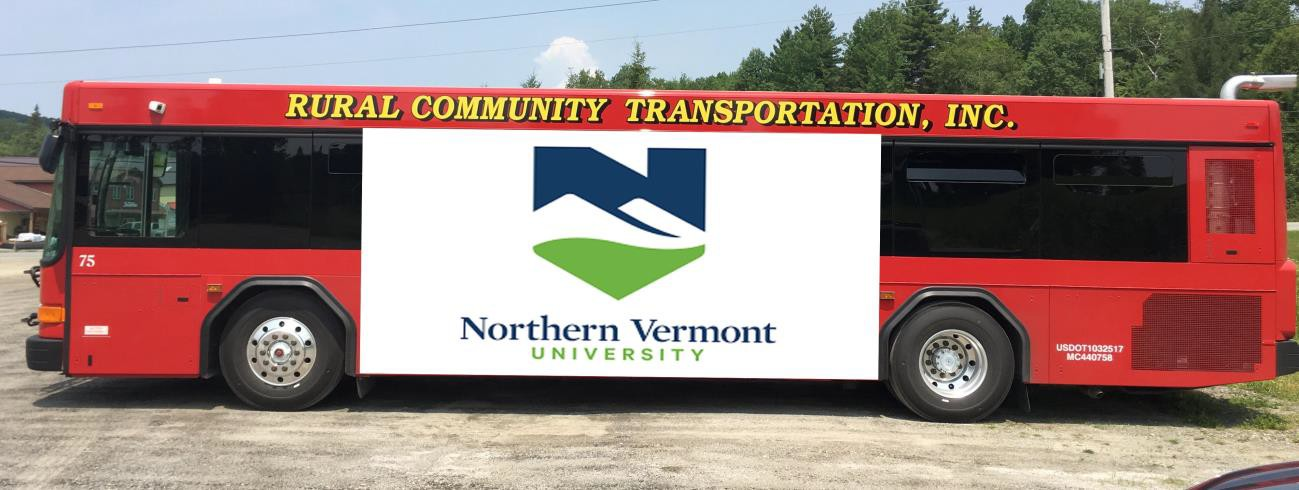 RURAL COMMUNITY TRANSPORTATION, INC.
Northern Vermont
UNIVERSITY
75
USDOT1032517
MC440758